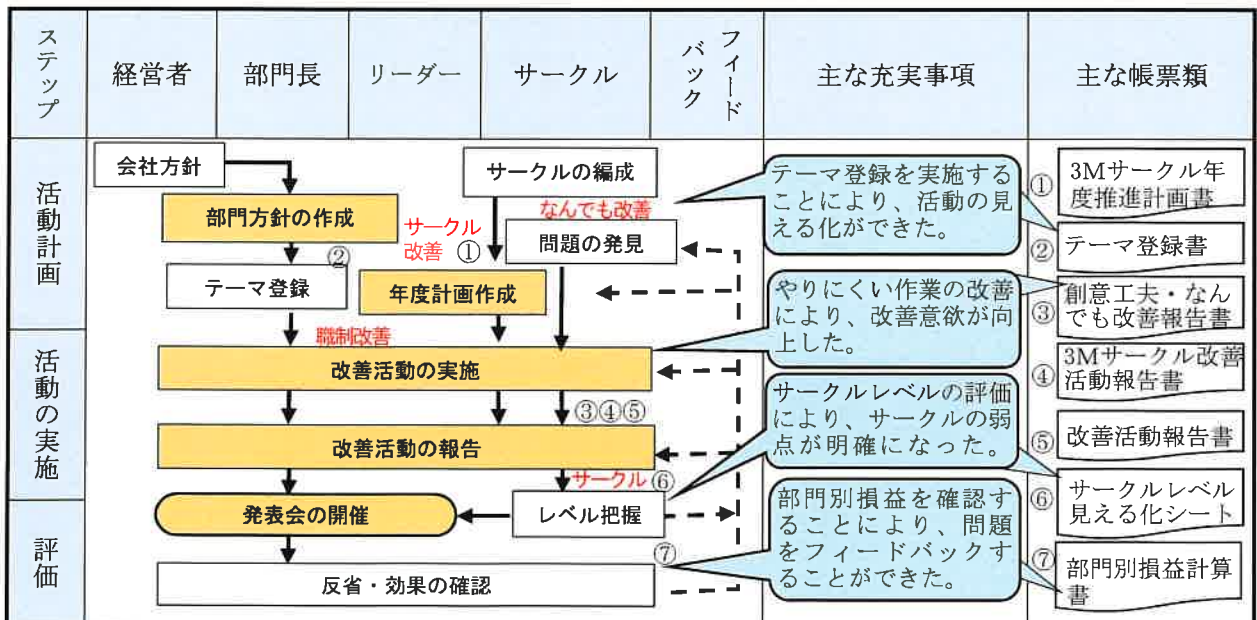 ステップ
経営者
部門長
リーダー
サークル
フィード
バック
主な充実事項
主な帳票類
活動計画
会社方針
部門方針の作成
②
テーマ登録
サークル
改善
①
年度計画作成
サークルの編成
なんでも改善
問題の発見
テーマ登録を実施する
ことにより、活動の見
える化ができた。
①
3Mサークル年
度推進計画書
②
テーマ登録書
活動の実施
職制改善
改善活動の実施
③④⑤
改善活動の報告
やりにくい作業の改善
により、改善意欲が向
上した。
③
創意工夫・なん
でも改善報告書
④
3Mサークル改善
活動報告書
サークル
⑥
レベル把握
サークルレベルの評価
により、サークルの弱
点が明確になった。
⑤
改善活動報告書
⑥
サークルレベル
見える化シート
評価
発表会の開催
⑦
反省・効果の確認
部門別損益を確認す
ることにより、問題
をフィードバックす
ることができた。
⑦
部門別損益計算
書